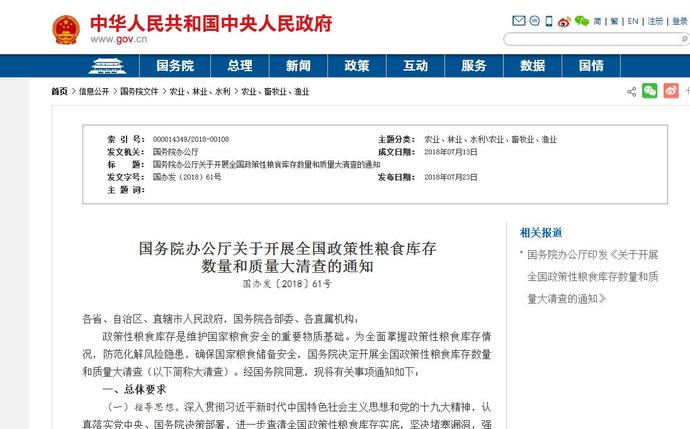 中华人民共和国中央人民政府
www.gov.cn
简 | 繁 | EN | 注册 | 登录
国务院 总理 新闻 政策 互动 服务 数据 国情
首页 > 信息公开 > 国务院文件 > 农业、林业、水利 > 农业、畜牧业、渔业
索 引 号： 000014349/2018-00108 主题分类： 农业、林业、水利\农业、畜牧业、渔业
发文机关： 国务院办公厅 成文日期： 2018年07月13日
标 题： 国务院办公厅关于开展全国政策性粮食库存数量和质量大清查的通知
发文字号： 国办发〔2018〕61号 发布日期： 2018年07月23日
主 题 词：
国务院办公厅关于开展全国政策性粮食库存
数量和质量大清查的通知
国办发〔2018〕61号
各省、自治区、直辖市人民政府，国务院各部委、各直属机构：
政策性粮食库存是维护国家粮食安全的重要物质基础。为全面掌握政策性粮食库存情
况，防范化解风险隐患，确保国家粮食储备安全，国务院决定开展全国政策性粮食库存数量
和质量大清查（以下简称大清查）。经国务院同意，现将有关事项通知如下：
一、总体要求
（一）指导思想。深入贯彻习近平新时代中国特色社会主义思想和党的十九大精神，认
真落实党中央、国务院决策部署，进一步查清全国政策性粮食库存实底，坚决堵塞漏洞，强
相关报道
· 国务院办公厅印发《关于开展
全国政策性粮食库存数量和质
量大清查的通知》